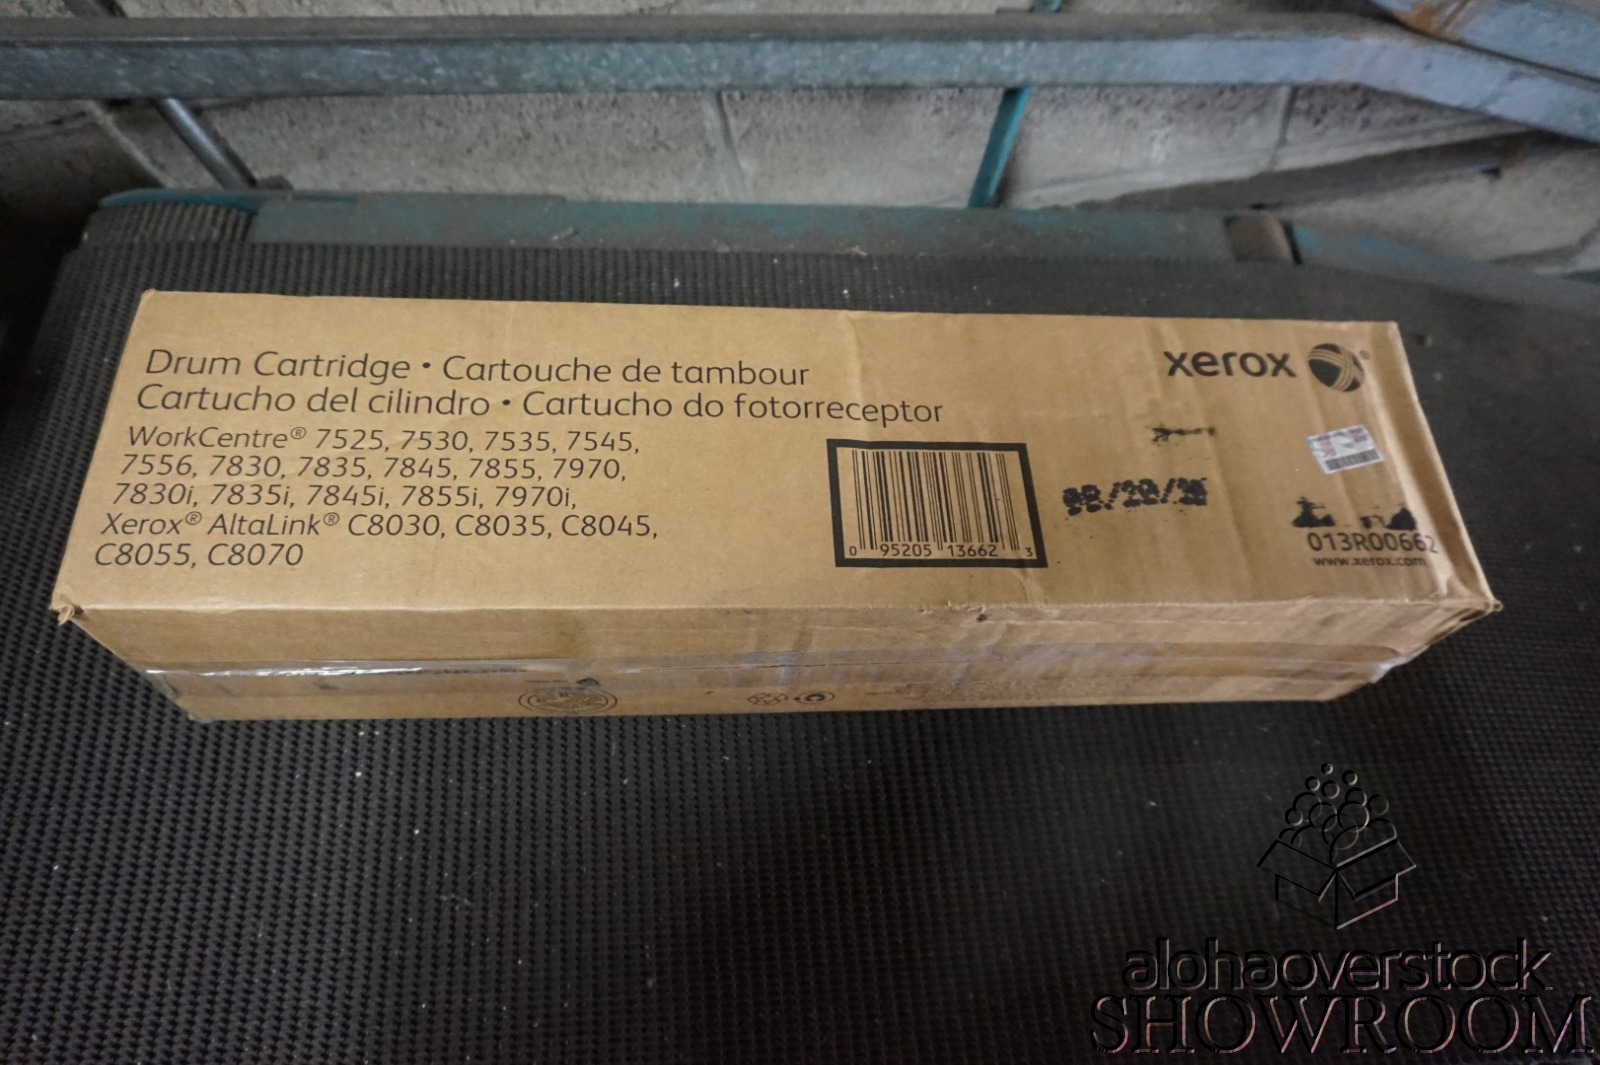 Drum Cartridge • Cartouche de tambour
Cartucho del cilindro • Cartucho do fotorreceptor
WorkCentre® 7525, 7530, 7535, 7545,
7556, 7830, 7835, 7845, 7855, 7970,
7830i, 7835i, 7845i, 7855i, 7970i,
Xerox® AltaLink® C8030, C8035, C8045,
C8055, C8070
0 95205 13662 3
xerox ®
013R00662
www.xerox.com
alohaoverstock
SHOWROOM